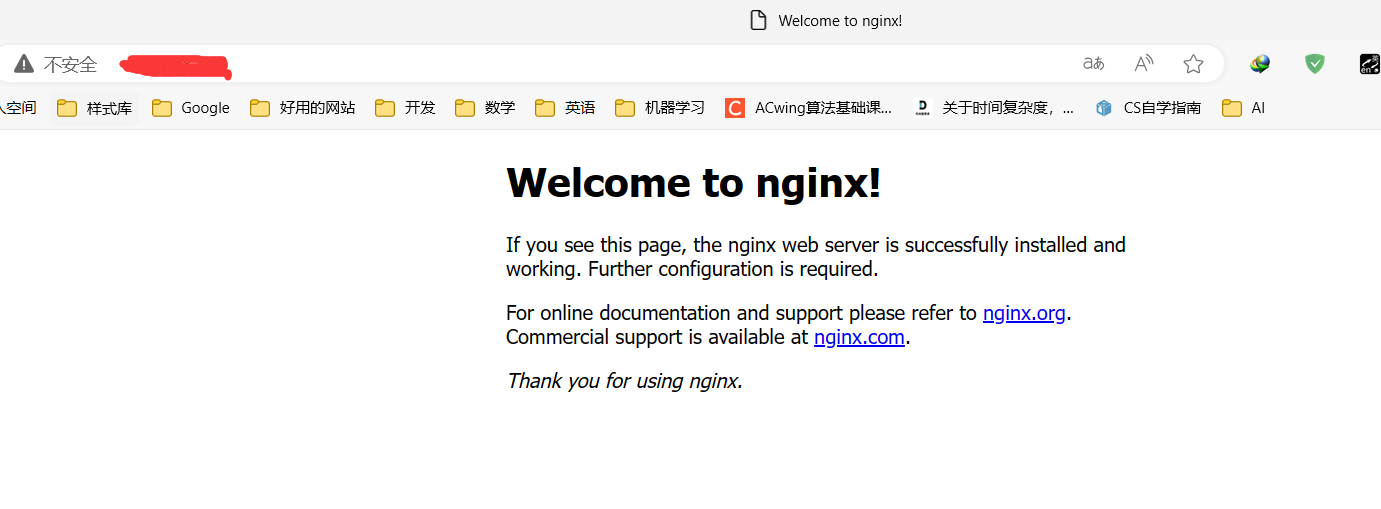 Welcome to nginx!
不安全
人空间 样式库 Google 好用的网站 开发 数学 英语 机器学习 ACwing算法基础课... 关于时间复杂度，... CS自学指南 AI
Welcome to nginx!
If you see this page, the nginx web server is successfully installed and
working. Further configuration is required.
For online documentation and support please refer to nginx.org.
Commercial support is available at nginx.com.
Thank you for using nginx.